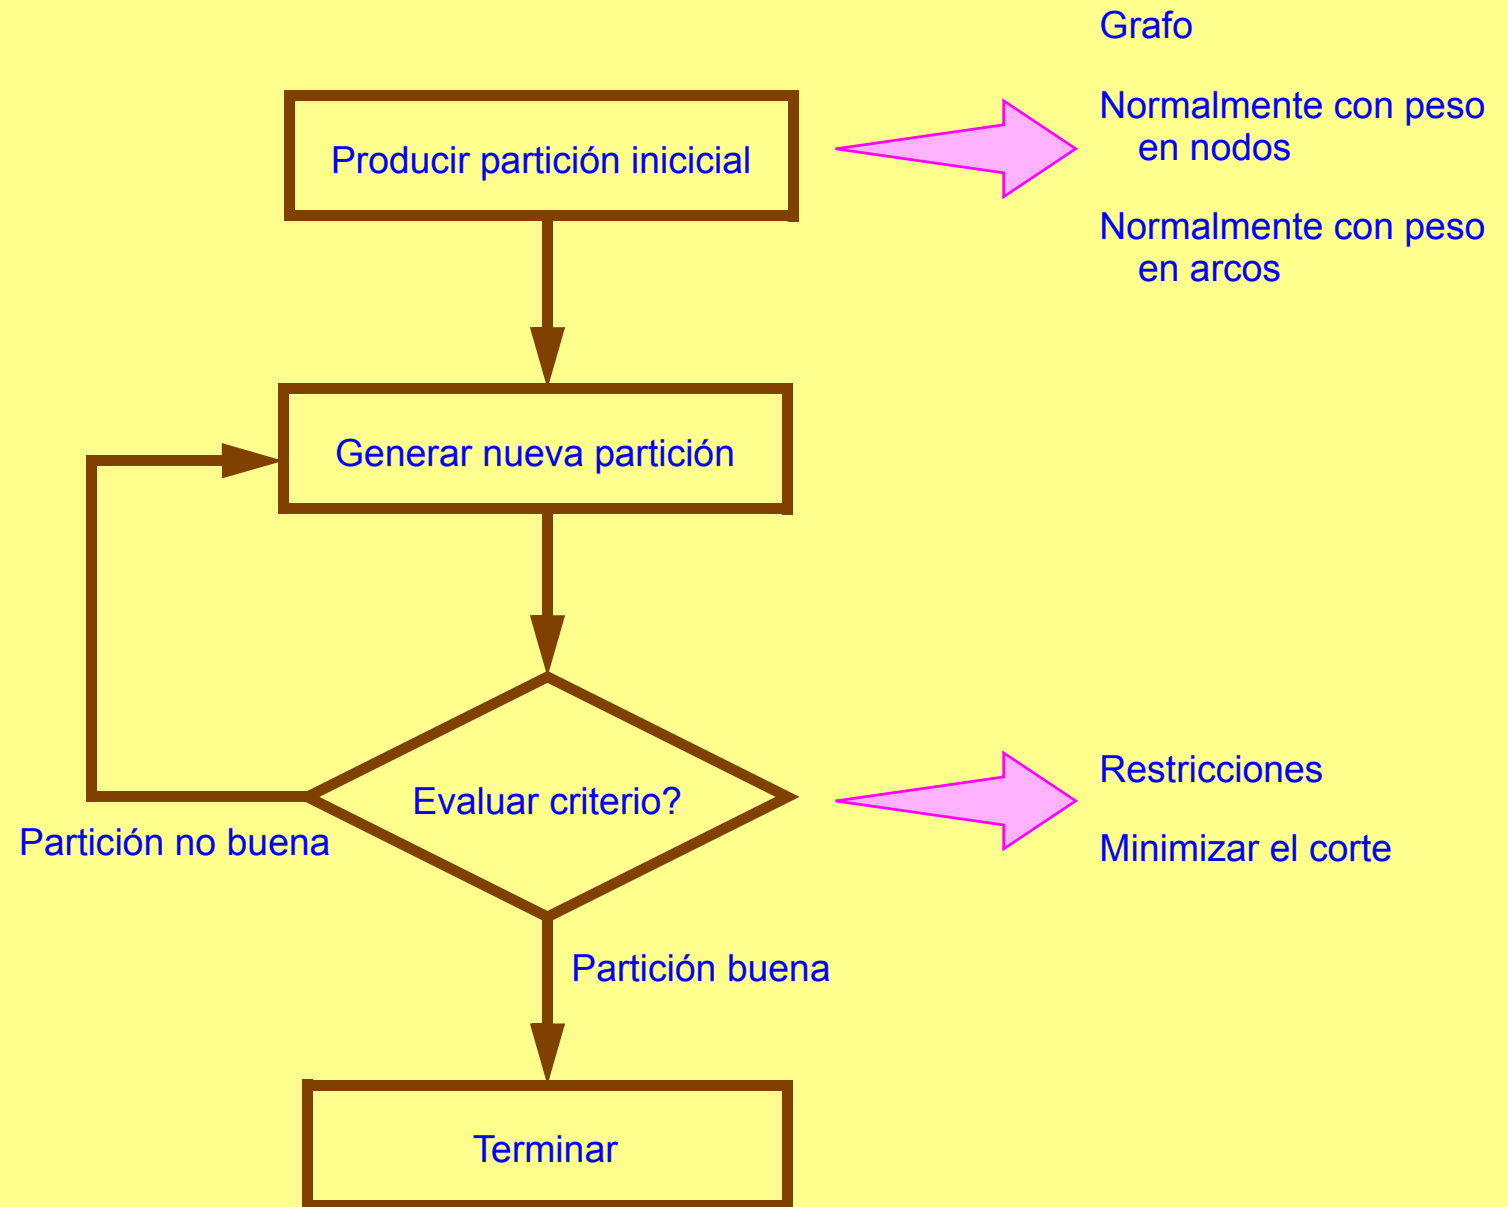 Grafo
Normalmente con peso
en nodos
Normalmente con peso
en arcos
Producir partición inicicial
Generar nueva partición
Evaluar criterio?
Restricciones
Minimizar el corte
Partición no buena
Partición buena
Terminar